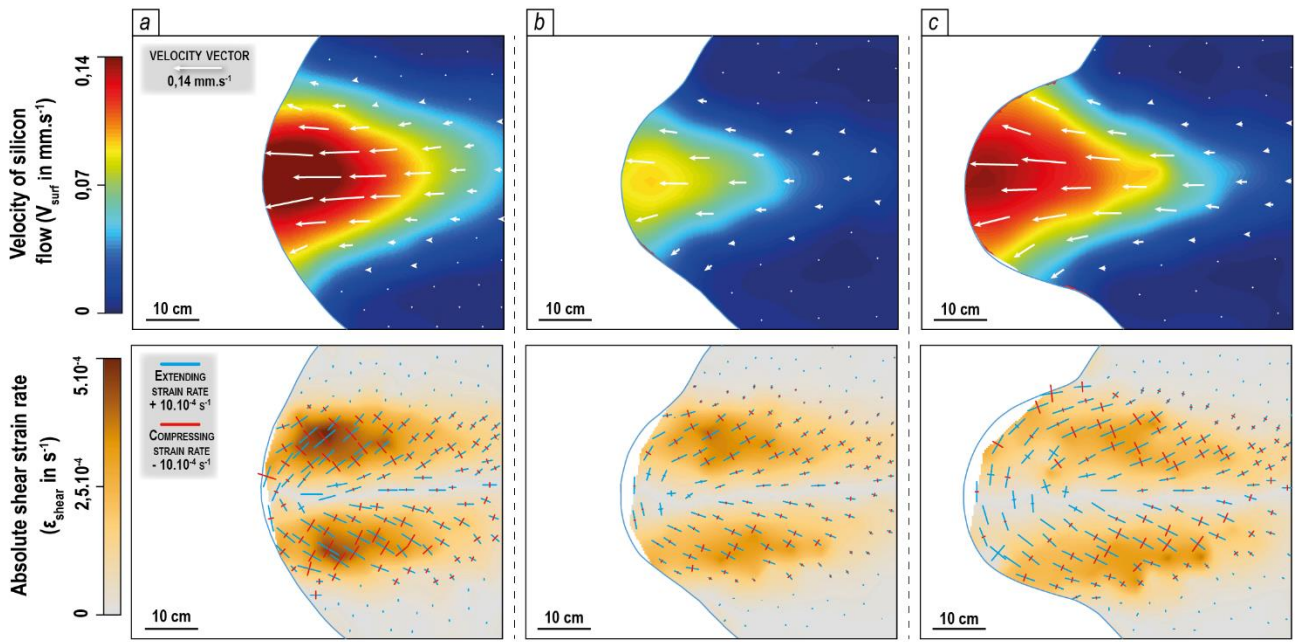 a
b
c
Velocity of silicon
flow (Vsurf in mm.s-1)
0,14
0,07
0
VELOCITY VECTOR
0,14 mm.s-1
10 cm
10 cm
10 cm
Absolute shear strain rate
(εshear in s-1)
5.10-4
2,5.10-4
0
EXTENDING
STRAIN RATE
+ 10.10-4 s-1
COMPRESSING
STRAIN RATE
- 10.10-4 s-1
10 cm
10 cm
10 cm